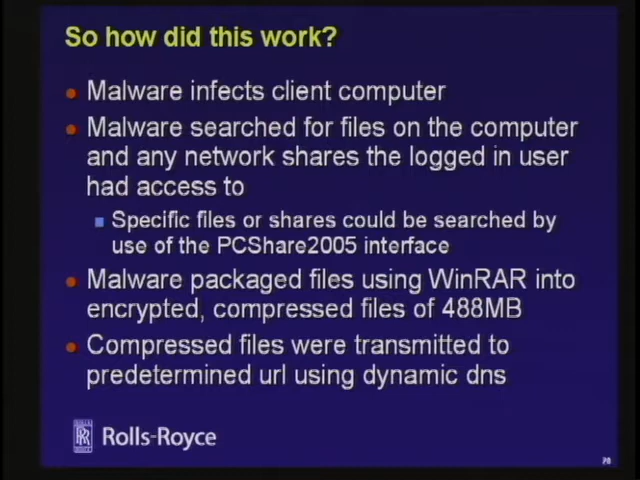 So how did this work?
Malware infects client computer
Malware searched for files on the computer
and any network shares the logged in user
had access to
Specific files or shares could be searched by
use of the PCShare2005 interface
Malware packaged files using WinRAR into
encrypted, compressed files of 488MB
Compressed files were transmitted to
predetermined url using dynamic dns
Rolls-Royce